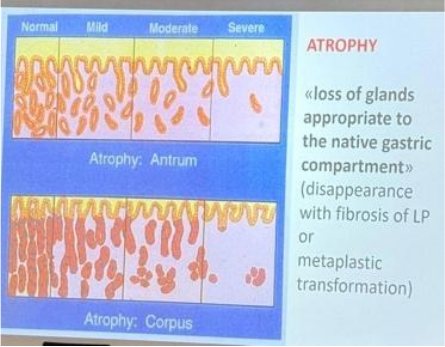 Normal Mild Moderate Severe
Atrophy: Antrum
Atrophy: Corpus
ATROPHY
«loss of glands
appropriate to
the native gastric
compartment»
(disappearance
with fibrosis of LP
or
metaplastic
transformation)